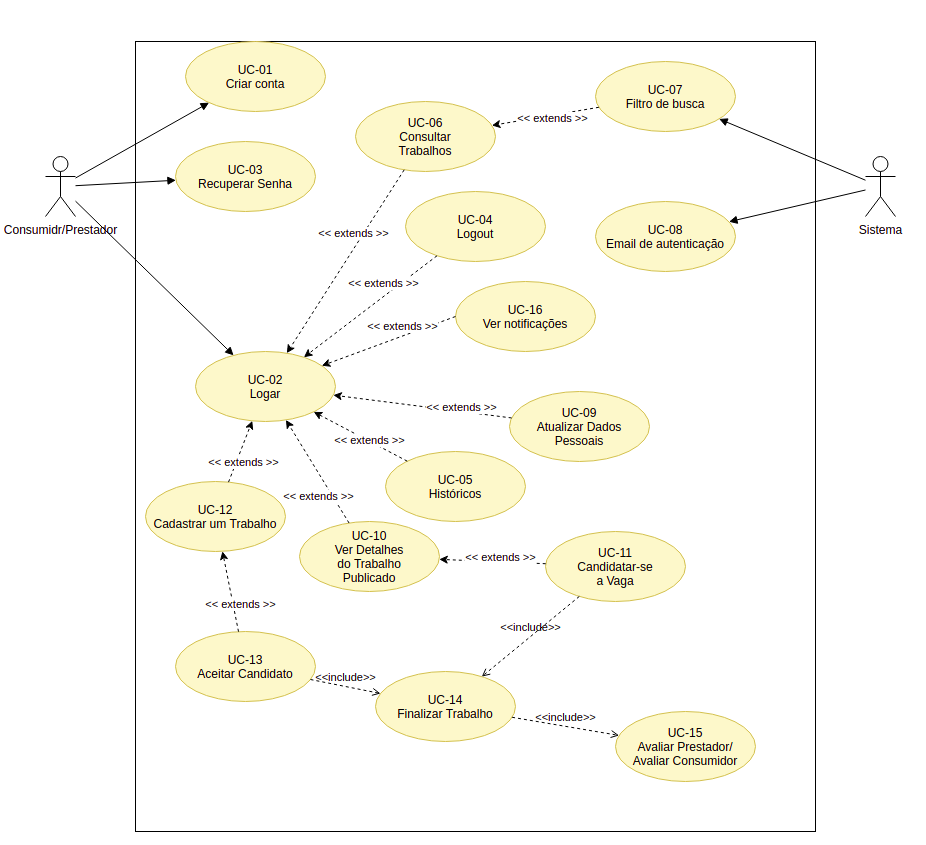 UC-01
Criar conta
UC-07
Filtro de busca
<< extends >>
UC-06
Consultar
Trabalhos
UC-03
Recuperar Senha
Consumidr/Prestador
Sistema
UC-04
Logout
UC-08
Email de autenticação
<< extends >>
<< extends >>
UC-16
Ver notificações
<< extends >>
UC-02
Logar
<< extends >>
UC-09
Atualizar Dados
Pessoais
<< extends >>
<< extends >>
UC-05
Históricos
<< extends >>
UC-12
Cadastrar um Trabalho
UC-10
Ver Detalhes
do Trabalho
Publicado
<< extends >>
UC-11
Candidatar-se
a Vaga
<< extends >>
<<include>>
UC-13
Aceitar Candidato
<<include>>
UC-14
Finalizar Trabalho
<<include>>
UC-15
Avaliar Prestador/
Avaliar Consumidor